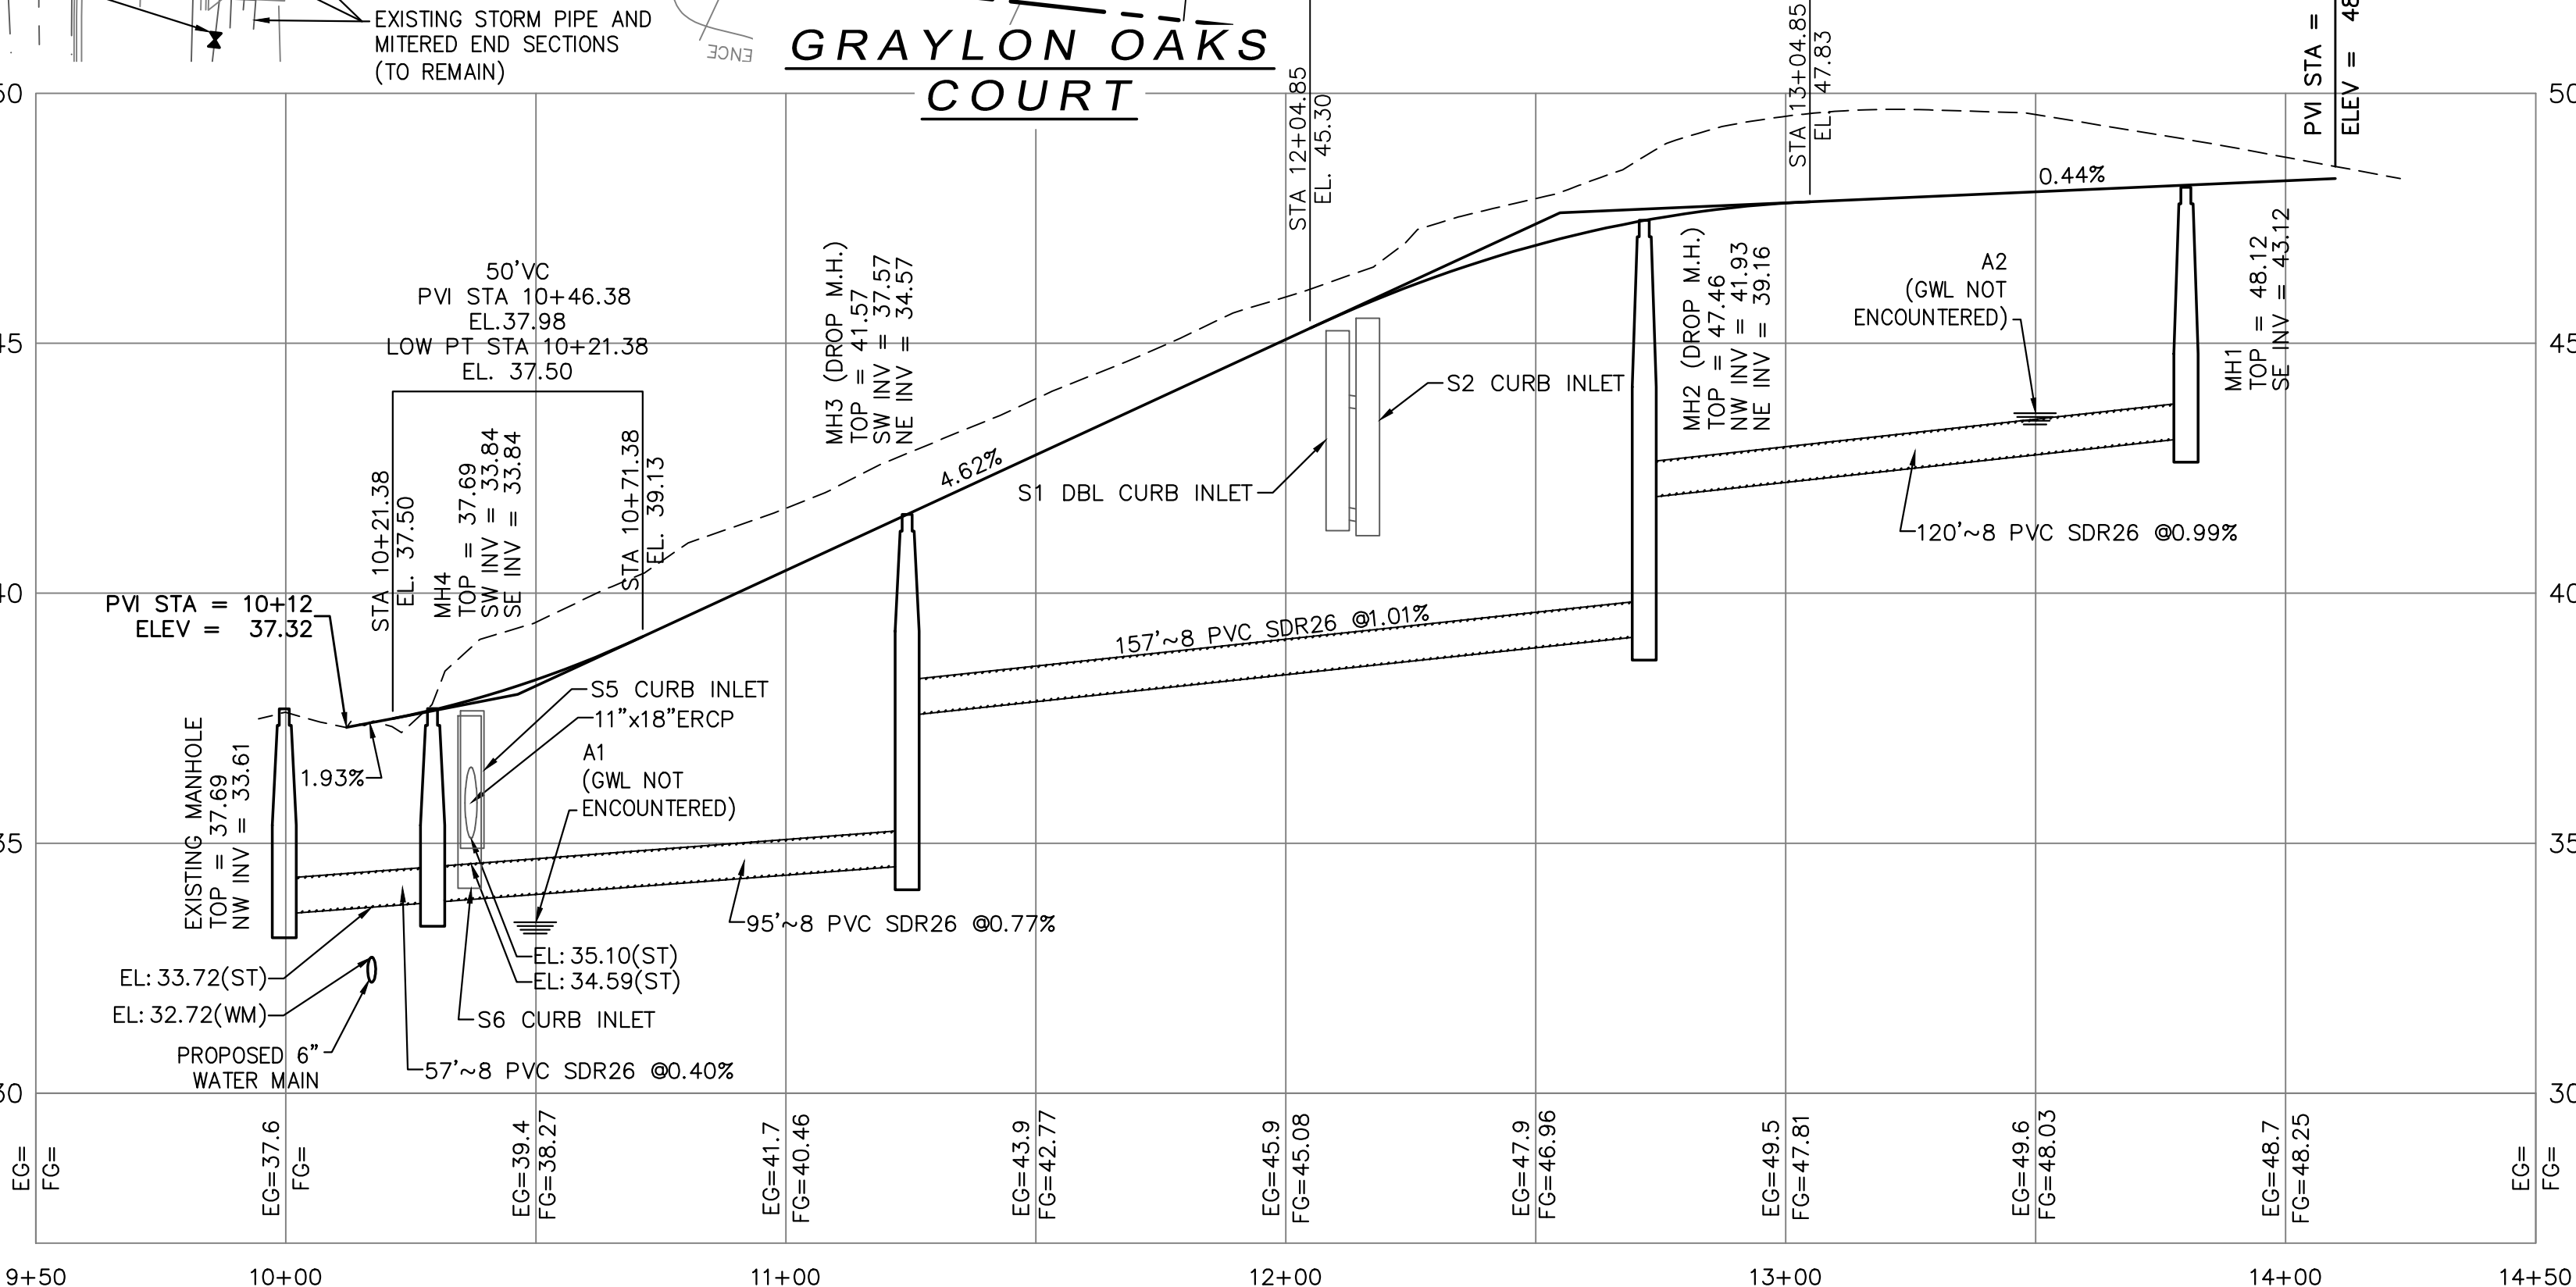 EXISTING STORM PIPE AND
MITERED END SECTIONS
(TO REMAIN)
ENCE
GRAYLON OAKS
COURT
STA 12+04.85
EL. 45.30
STA 13+04.85
EL. 47.83
PVI STA =
ELEV = 48
50
45
35
30
50'VC
PVI STA 10+46.38
EL.37.98
LOW PT STA 10+21.38
EL. 37.50
STA 10+21.38
EL. 37.50
STA 10+71.38
EL. 39.13
MH4
TOP = 37.69
SW INV = 33.84
SE INV = 33.84
MH3 (DROP M.H.)
TOP = 41.57
SW INV = 37.57
NE INV = 34.57
4.62%
S1 DBL CURB INLET
S2 CURB INLET
MH2 (DROP M.H.)
TOP = 47.46
NW INV = 41.93
NE INV = 39.16
0.44%
A2
(GWL NOT
ENCOUNTERED)
MH1
TOP = 48.12
SE INV = 43.12
120'~8 PVC SDR26 @0.99%
157'~8 PVC SDR26 @1.01%
PVI STA = 10+12
ELEV = 37.32
EXISTING MANHOLE
TOP = 37.69
NW INV = 33.61
1.93%
S5 CURB INLET
11"x18"ERCP
A1
(GWL NOT
ENCOUNTERED)
95'~8 PVC SDR26 @0.77%
EL: 35.10(ST)
EL: 34.59(ST)
S6 CURB INLET
EL: 33.72(ST)
EL: 32.72(WM)
PROPOSED 6"
WATER MAIN
57'~8 PVC SDR26 @0.40%
EG=
FG=
EG=37.6
FG=
EG=39.4
FG=38.27
EG=41.7
FG=40.46
EG=43.9
FG=42.77
EG=45.9
FG=45.08
EG=47.9
FG=46.96
EG=49.5
FG=47.81
EG=49.6
FG=48.03
EG=48.7
FG=48.25
EG=
FG=
9+50
10+00
11+00
12+00
13+00
14+00
14+50